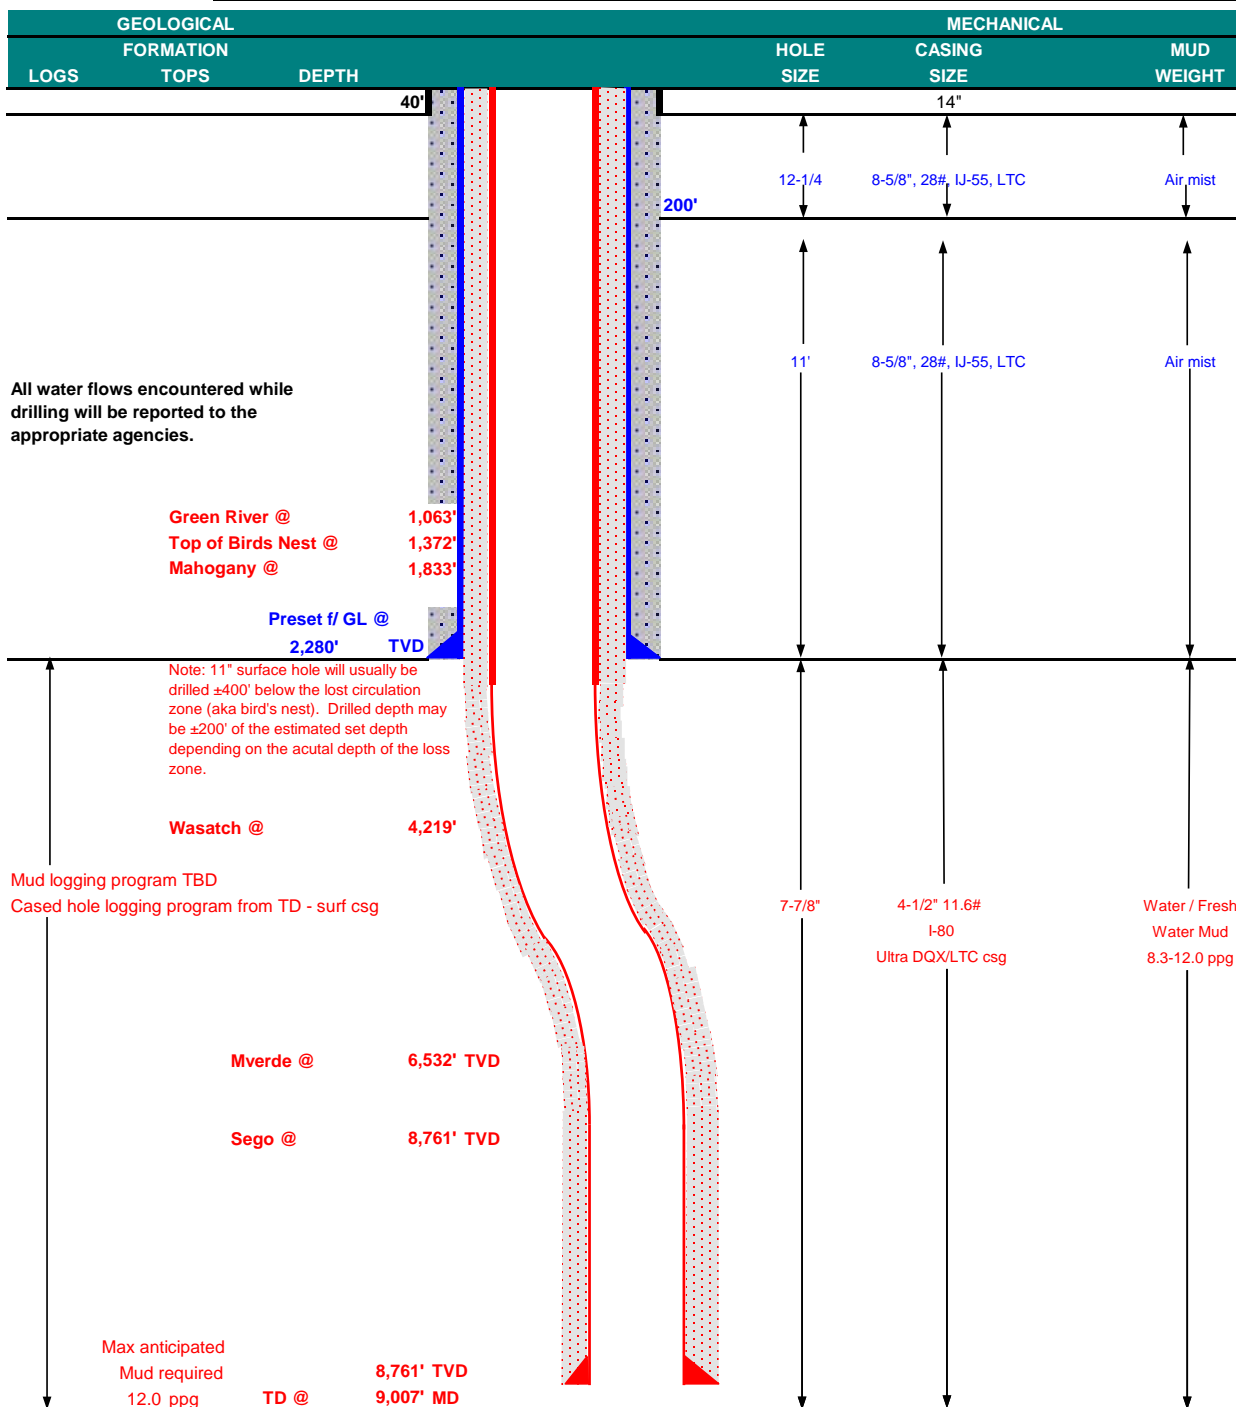 GEOLOGICAL MECHANICAL
FORMATION HOLE CASING MUD
LOGS TOPS DEPTH SIZE SIZE WEIGHT
40' 14"
12-1/4 8-5/8", 28#, IJ-55, LTC Air mist
200'
11' 8-5/8", 28#, IJ-55, LTC Air mist
All water flows encountered while
drilling will be reported to the
appropriate agencies.
Green River @ 1,063'
Top of Birds Nest @ 1,372'
Mahogany @ 1,833'
Preset f/ GL @
2,280' TVD
Note: 11" surface hole will usually be
drilled ±400' below the lost circulation
zone (aka bird's nest). Drilled depth may
be ±200' of the estimated set depth
depending on the acutal depth of the loss
zone.
Wasatch @ 4,219'
Mud logging program TBD
Cased hole logging program from TD - surf csg
7-7/8" 4-1/2" 11.6# Water / Fresh
I-80 Water Mud
Ultra DQX/LTC csg 8.3-12.0 ppg
Mverde @ 6,532' TVD
Sego @ 8,761' TVD
Max anticipated
Mud required 8,761' TVD
12.0 ppg TD @ 9,007' MD